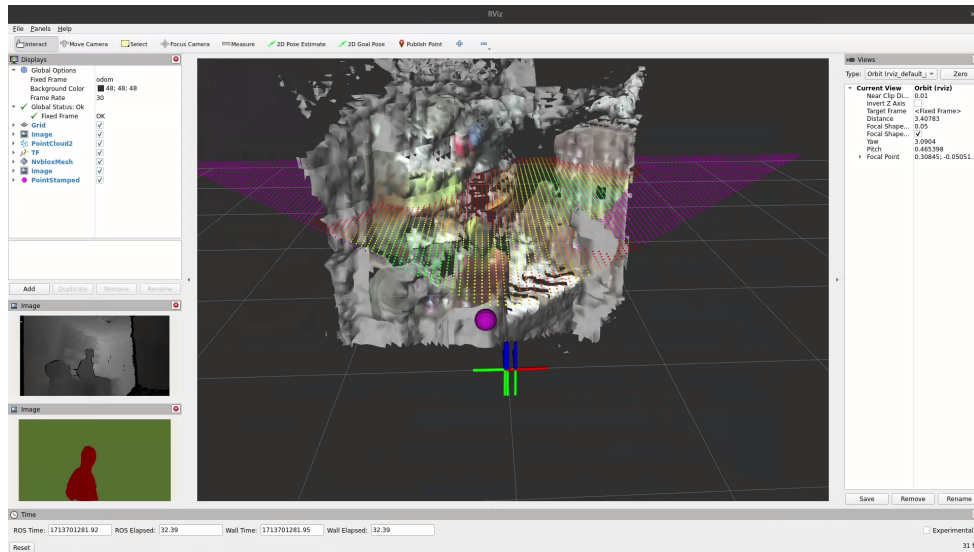 RViz
File Panels Help
Interact Move Camera Select Focus Camera Measure 2D Pose Estimate 2D Goal Pose Publish Point
Displays
Global Options
Fixed Frame odom
Background Color 48; 48; 48
Frame Rate 30
Global Status: Ok
Fixed Frame OK
Grid
Image
PointCloud2
TF
NvbloxMesh
Image
PointStamped
Add Duplicate Remove Rename
Image
Image
Views
Type: Orbit (rviz_default_ Zero
Current View Orbit (rviz)
Near Clip Di... 0.01
Invert Z Axis
Target Frame <Fixed Frame>
Distance 3.40783
Focal Shape... 0.05
Focal Shape...
Yaw 3.0904
Pitch 0.465398
Focal Point 0.30845; -0.05051...
Save Remove Rename
Time
ROS Time: 1713701281.92 ROS Elapsed: 32.39 Wall Time: 1713701281.95 Wall Elapsed: 32.39 Experimental
Reset 31 f